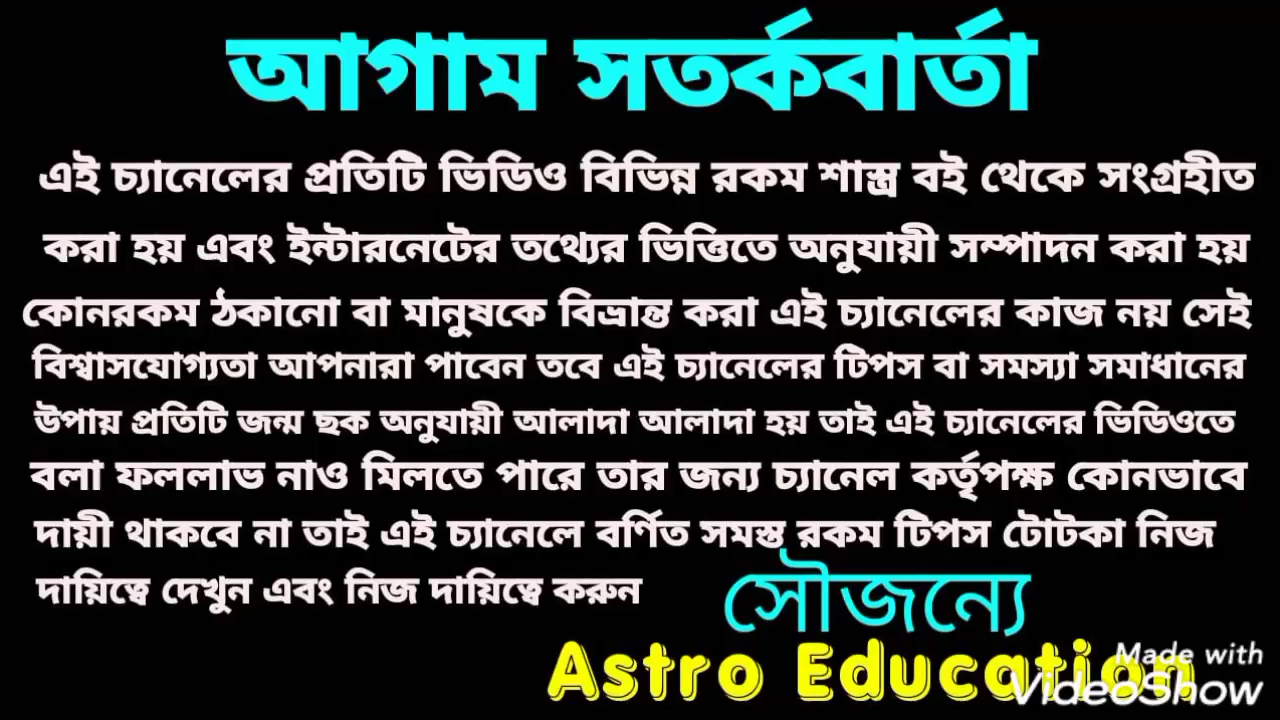 আগাম সতর্কবার্তা
এই চ্যানেলের প্রতিটি ভিডিও বিভিন্ন রকম শাস্ত্র বই থেকে সংগ্রহীত
করা হয় এবং ইন্টারনেটের তথ্যের ভিত্তিতে অনুযায়ী সম্পাদন করা হয়
কোনরকম ঠকানো বা মানুষকে বিভ্রান্ত করা এই চ্যানেলের কাজ নয় সেই
বিশ্বাসযোগ্যতা আপনারা পাবেন তবে এই চ্যানেলের টিপস বা সমস্যা সমাধানের
উপায় প্রতিটি জন্ম ছক অনুযায়ী আলাদা আলাদা হয় তাই এই চ্যানেলের ভিডিওতে
বলা ফললাভ নাও মিলতে পারে তার জন্য চ্যানেল কর্তৃপক্ষ কোনভাবে
দায়ী থাকবে না তাই এই চ্যানেলে বর্ণিত সমস্ত রকম টিপস টোটকা নিজ
দায়িত্বে দেখুন এবং নিজ দায়িত্বে করুন
সৌজন্যে
Astro Education
Made with
VideoShow